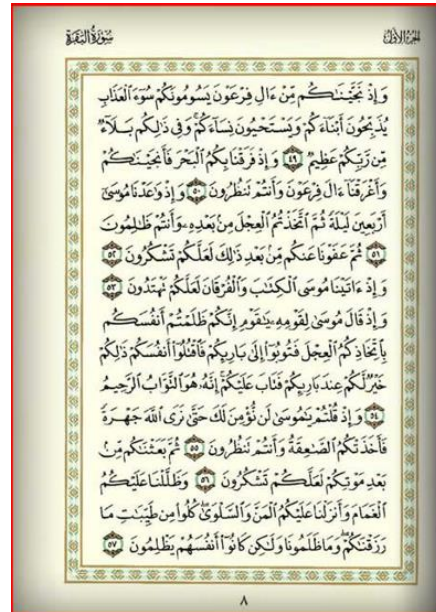 الجزء الأول
سورة البقرة
وَإِذْ نَجَّيْنَٰكُم مِّنْ ءَالِ فِرْعَوْنَ يَسُومُونَكُمْ سُوٓءَ ٱلْعَذَابِ
يُذَبِّحُونَ أَبْنَآءَكُمْ وَيَسْتَحْيُونَ نِسَآءَكُمْ ۚ وَفِى ذَٰلِكُم بَلَآءٌ
مِّن رَّبِّكُمْ عَظِيمٌ ٤٩ وَإِذْ فَرَقْنَا بِكُمُ ٱلْبَحْرَ فَأَنجَيْنَٰكُمْ
وَأَغْرَقْنَآ ءَالَ فِرْعَوْنَ وَأَنتُمْ تَنظُرُونَ ٥٠ وَإِذْ وَٰعَدْنَا مُوسَىٰٓ
أَرْبَعِينَ لَيْلَةً ثُمَّ ٱتَّخَذْتُمُ ٱلْعِجْلَ مِنۢ بَعْدِهِۦ وَأَنتُمْ ظَٰلِمُونَ
٥١ ثُمَّ عَفَوْنَا عَنكُم مِّنۢ بَعْدِ ذَٰلِكَ لَعَلَّكُمْ تَشْكُرُونَ ٥٢
وَإِذْ ءَاتَيْنَا مُوسَى ٱلْكِتَٰبَ وَٱلْفُرْقَانَ لَعَلَّكُمْ تَهْتَدُونَ ٥٣
وَإِذْ قَالَ مُوسَىٰ لِقَوْمِهِۦ يَٰقَوْمِ إِنَّكُمْ ظَلَمْتُمْ أَنفُسَكُم
بِٱتِّخَاذِكُمُ ٱلْعِجْلَ فَتُوبُوٓا۟ إِلَىٰ بَارِئِكُمْ فَٱقْتُلُوٓا۟ أَنفُسَكُمْ ذَٰلِكُمْ
خَيْرٌ لَّكُمْ عِندَ بَارِئِكُمْ فَتَابَ عَلَيْكُمْ ۚ إِنَّهُۥ هُوَ ٱلتَّوَّابُ ٱلرَّحِيمُ
٥٤ وَإِذْ قُلْتُمْ يَٰمُوسَىٰ لَن نُّؤْمِنَ لَكَ حَتَّىٰ نَرَى ٱللَّهَ جَهْرَةً
فَأَخَذَتْكُمُ ٱلصَّٰعِقَةُ وَأَنتُمْ تَنظُرُونَ ٥٥ ثُمَّ بَعَثْنَٰكُم مِّنۢ
بَعْدِ مَوْتِكُمْ لَعَلَّكُمْ تَشْكُرُونَ ٥٦ وَظَلَّلْنَا عَلَيْكُمُ
ٱلْغَمَامَ وَأَنزَلْنَا عَلَيْكُمُ ٱلْمَنَّ وَٱلسَّلْوَىٰ ۖ كُلُوا۟ مِن طَيِّبَٰتِ مَا
رَزَقْنَٰكُمْ ۖ وَمَا ظَلَمُونَا وَلَٰكِن كَانُوٓا۟ أَنفُسَهُمْ يَظْلِمُونَ ٥٧
٨